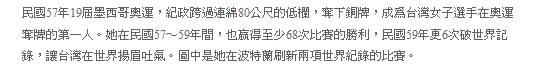 民國57年19屆墨西哥奧運，紀政跨過連綿80公尺的低欄，奪下銅牌，成為台灣女子選手在奧運
奪牌的第一人。她在民國57～59年間，也贏得至少68次比賽的勝利，民國59年更6次破世界記
錄，讓台灣在世界揚眉吐氣。圖中是她在波特蘭刷新兩項世界紀錄的比賽。